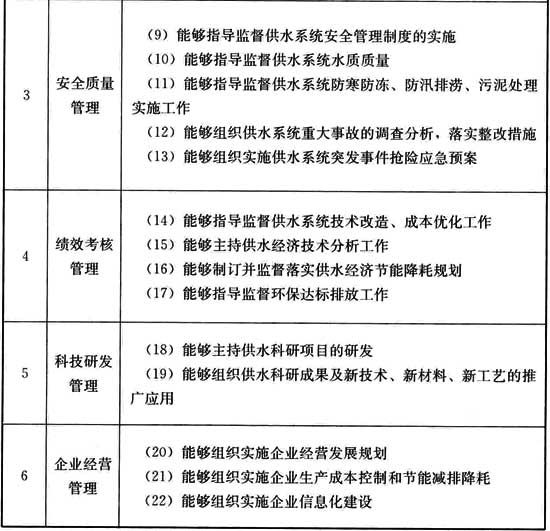 3
安全质量
管理
(9) 能够指导监督供水系统安全管理制度的实施
(10) 能够指导监督供水系统水质质量
(11) 能够指导监督供水系统防寒防冻、防汛排涝、污泥处理
实施工作
(12) 能够组织供水系统重大事故的调查分析，落实整改措施
(13) 能够组织实施供水系统突发事件抢险应急预案
4
绩效考核
管理
(14) 能够指导监督供水系统技术改造、成本优化工作
(15) 能够主持供水经济技术分析工作
(16) 能够制订并监督落实供水经济节能降耗规划
(17) 能够指导监督环保达标排放工作
5
科技研发
管理
(18) 能够主持供水科研项目的研发
(19) 能够组织供水科研成果及新技术、新材料、新工艺的推
广应用
6
企业经营
管理
(20) 能够组织实施企业经营发展规划
(21) 能够组织实施企业生产成本控制和节能减排降耗
(22) 能够组织实施企业信息化建设